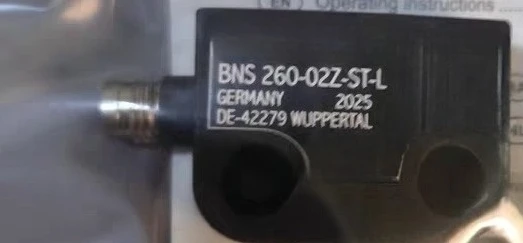 (EN) Operating instructions
BNS 260-02Z-ST-L
GERMANY 2025
DE-42279 WUPPERTAL